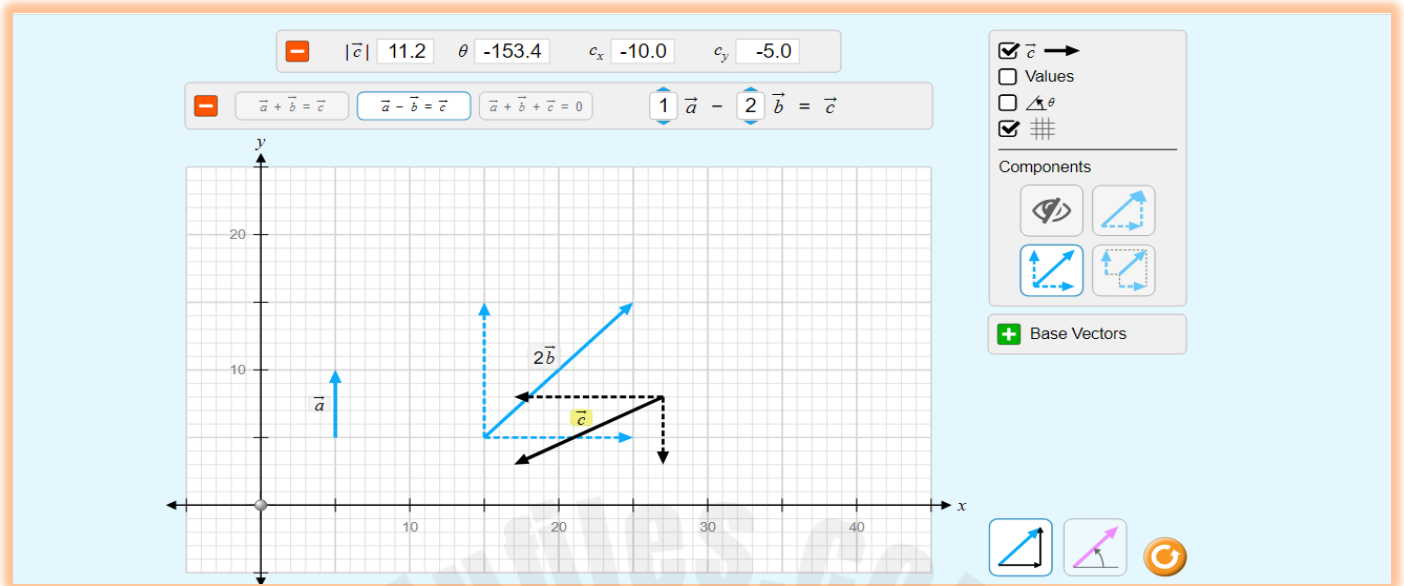 |c⃗| 11.2 θ -153.4 cₓ -10.0 c_y -5.0
a⃗ + b⃗ = c⃗ a⃗ − b⃗ = c⃗ a⃗ + b⃗ + c⃗ = 0 1 a⃗ − 2 b⃗ = c⃗
c⃗
Values
θ
Components
Base Vectors
y
20
10
a⃗
2b⃗
c⃗
x
10 20 30 40